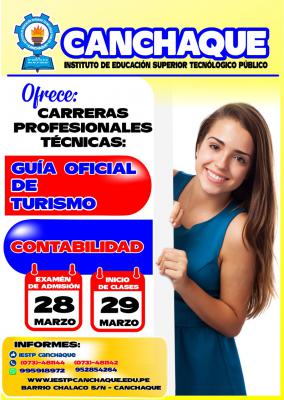 CANCHAQUE
INSTITUTO DE EDUCACIÓN SUPERIOR TECNOLÓGICO PÚBLICO
Ofrece:
CARRERAS
PROFESIONALES
TÉCNICAS:
GUÍA OFICIAL
DE
TURISMO
CONTABILIDAD
EXAMÉN
DE ADMISIÓN
28
MARZO
INICIO
DE CLASES
29
MARZO
INFORMES:
IESTP CANCHAQUE
(073)-481144 (073)-481142
995918972 952854264
WWW.IESTPCANCHAQUE.EDU.PE
BARRIO CHALACO S/N - CANCHAQUE